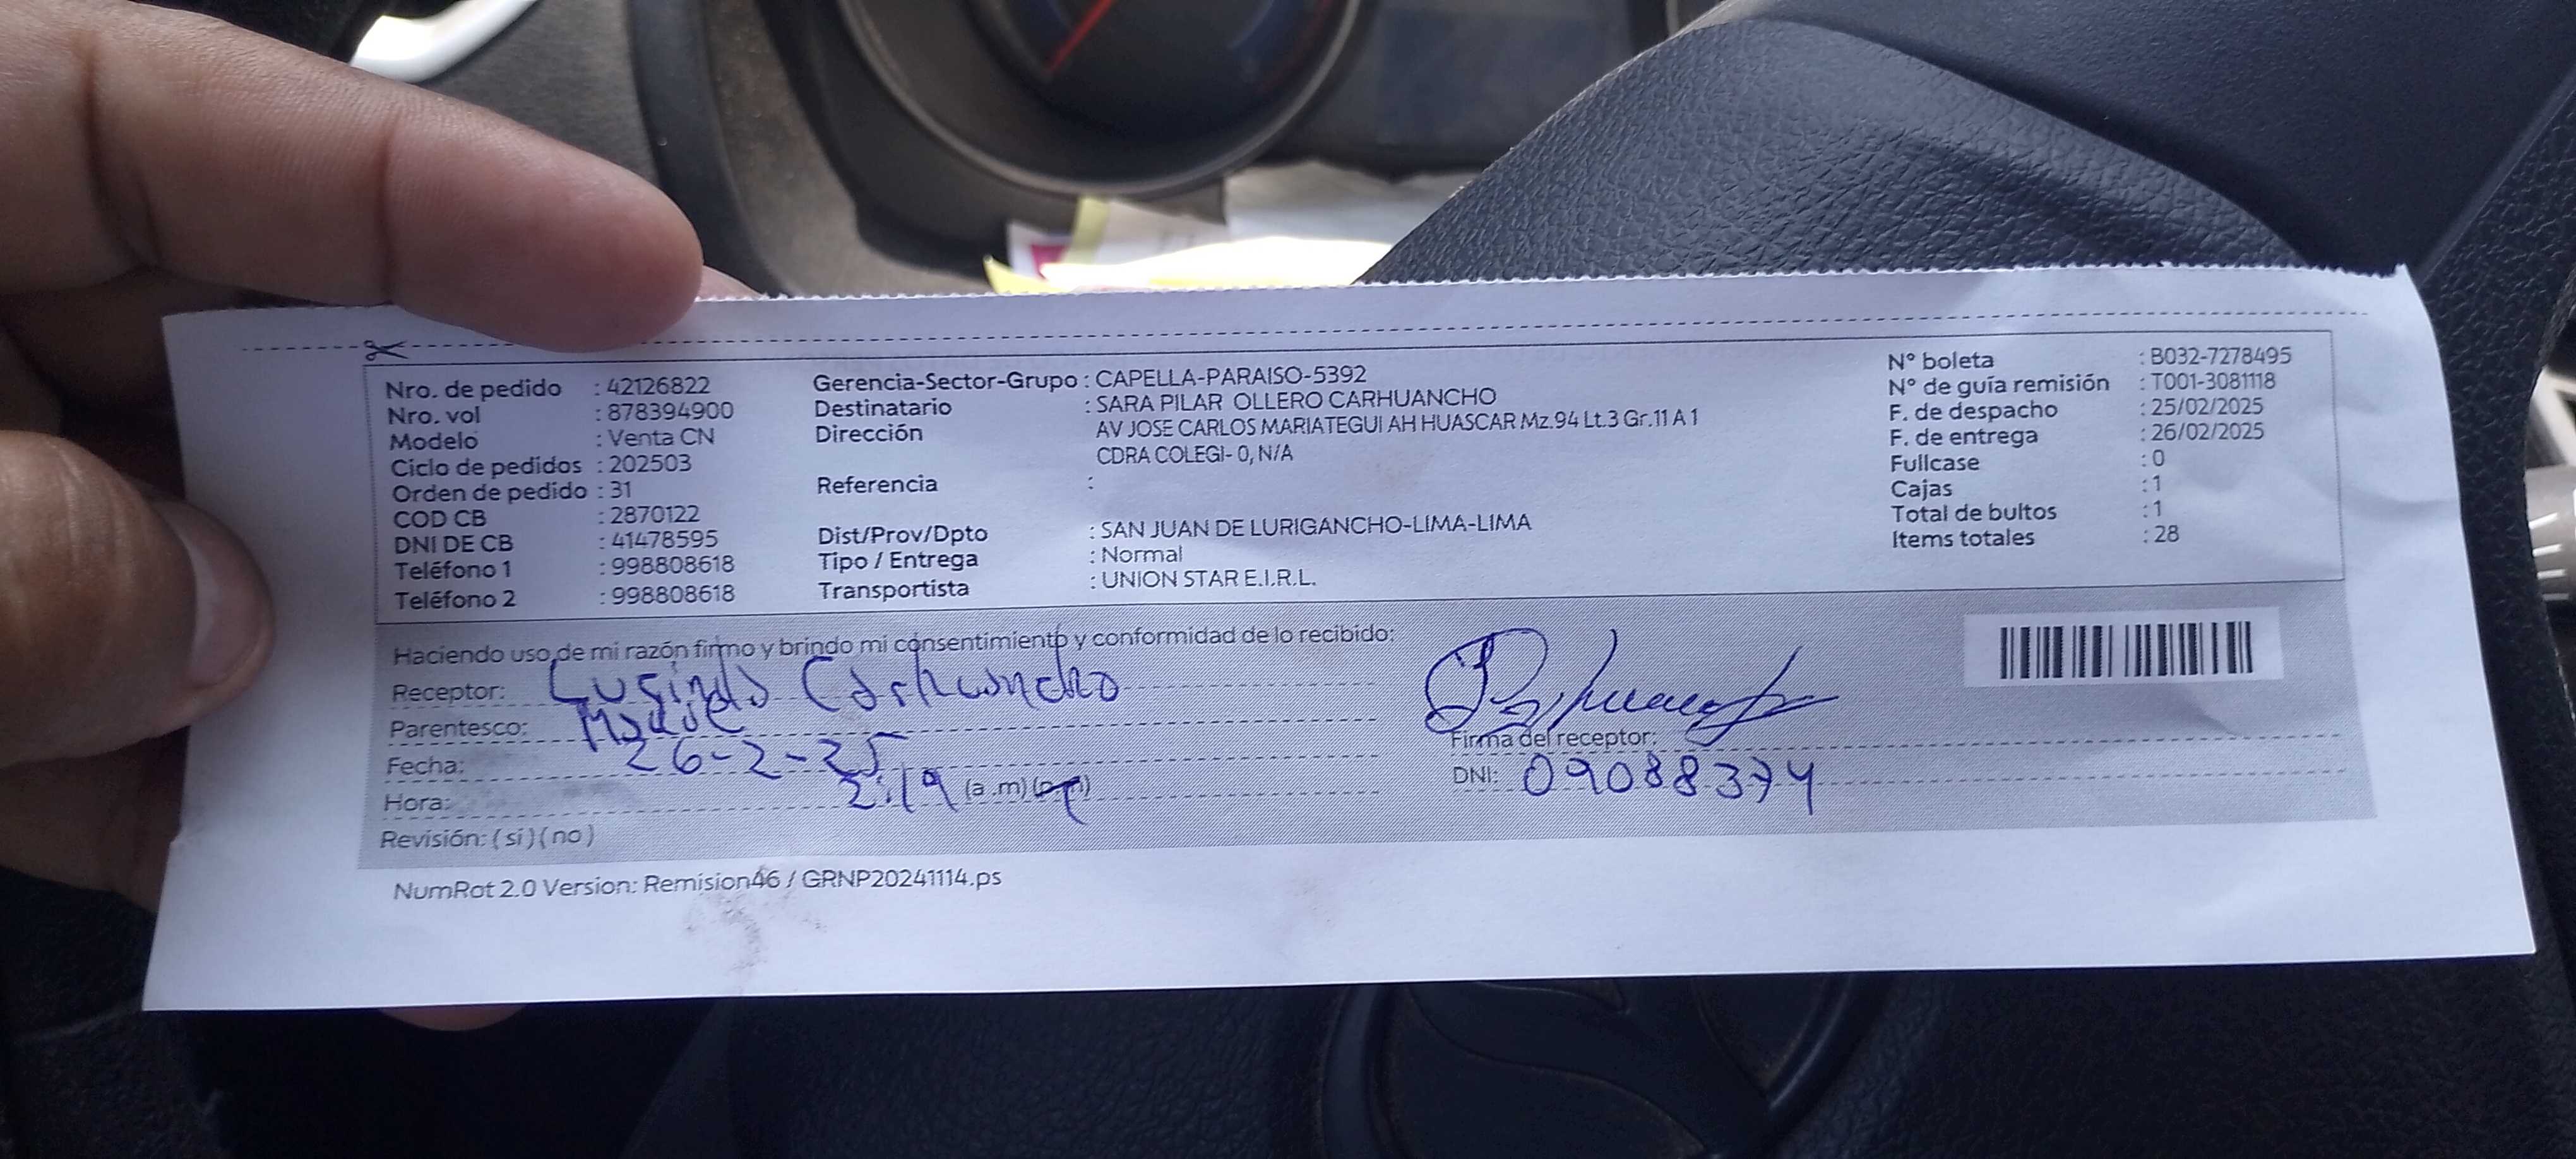 Nro. de pedido : 42126822
Nro. vol : 878394900
Modelo : Venta CN
Ciclo de pedidos : 202503
Orden de pedido : 31
COD CB : 2870122
DNI DE CB : 41478595
Teléfono 1 : 998808618
Teléfono 2 : 998808618
Gerencia-Sector-Grupo : CAPELLA-PARAISO-5392
Destinatario : SARA PILAR OLLERO CARHUANCHO
Dirección AV JOSE CARLOS MARIATEGUI AH HUASCAR Mz.94 Lt.3 Gr.11 A 1
CDRA COLEGI- 0, N/A
Referencia :
Dist/Prov/Dpto : SAN JUAN DE LURIGANCHO-LIMA-LIMA
Tipo / Entrega : Normal
Transportista : UNION STAR E.I.R.L.
N° boleta : B032-7278495
N° de guía remisión : T001-3081118
F. de despacho : 25/02/2025
F. de entrega : 26/02/2025
Fullcase : 0
Cajas : 1
Total de bultos : 1
Items totales : 28
Haciendo uso de mi razón firmo y brindo mi consentimiento y conformidad de lo recibido:
Receptor: Lusinda Carhuancho
Parentesco: Madre
Fecha: 26-2-25
Hora: 2:19 (a .m)
Revisión: ( si ) ( no )
Firma del receptor:
DNI: 09088374
NumRot 2.0 Version: Remision46 / GRNP20241114.ps